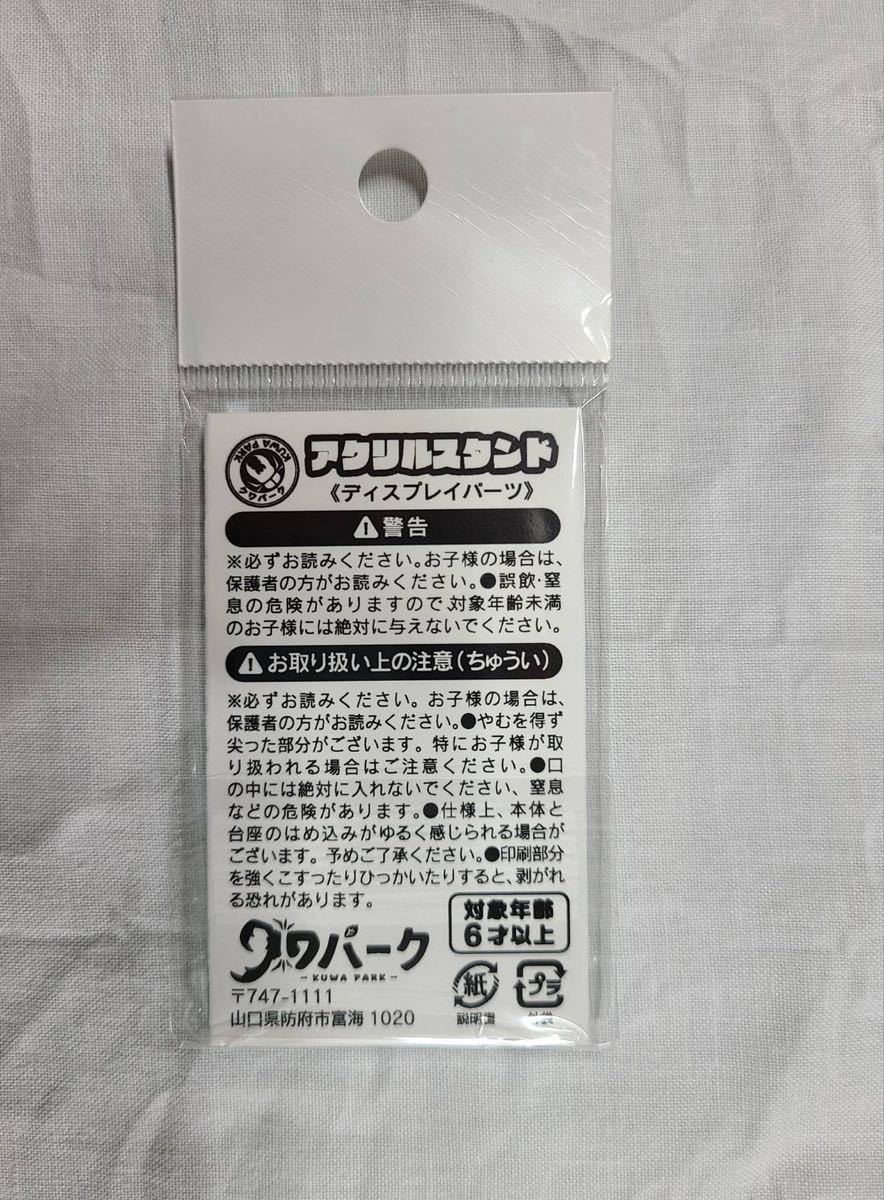 KUWA PARK
クワパーク
アクリルスタンド
《ディスプレイパーツ》
警告
※必ずお読みください。お子様の場合は、
保護者の方がお読みください。●誤飲・窒
息の危険がありますので、対象年齢未満
のお子様には絶対に与えないでください。
お取り扱い上の注意(ちゅうい)
※必ずお読みください。お子様の場合は、
保護者の方がお読みください。●やむを得ず
尖った部分がございます。特にお子様が取
り扱われる場合はご注意ください。●口
の中には絶対に入れないでください、窒息
などの危険があります。●仕様上、本体と
台座のはめ込みがゆるく感じられる場合が
ございます。予めご了承ください。●印刷部分
を強くこすったりひっかいたりすると、剥がれ
る恐れがあります。
対象年齢
6才以上
クワパーク
- KUWA PARK -
〒747-1111
山口県防府市富海 1020
紙
説明書
プラ
外袋